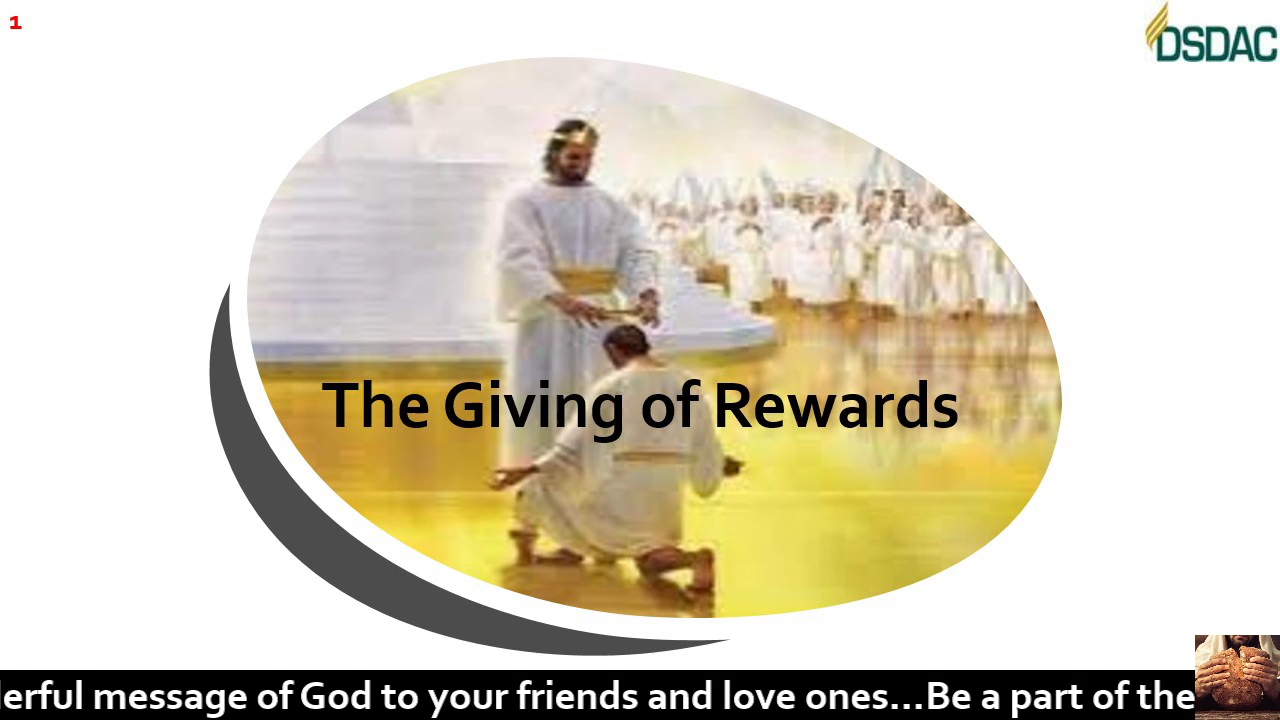 1
DSDAC
The Giving of Rewards
message of God to your friends and love ones...Be a part of the